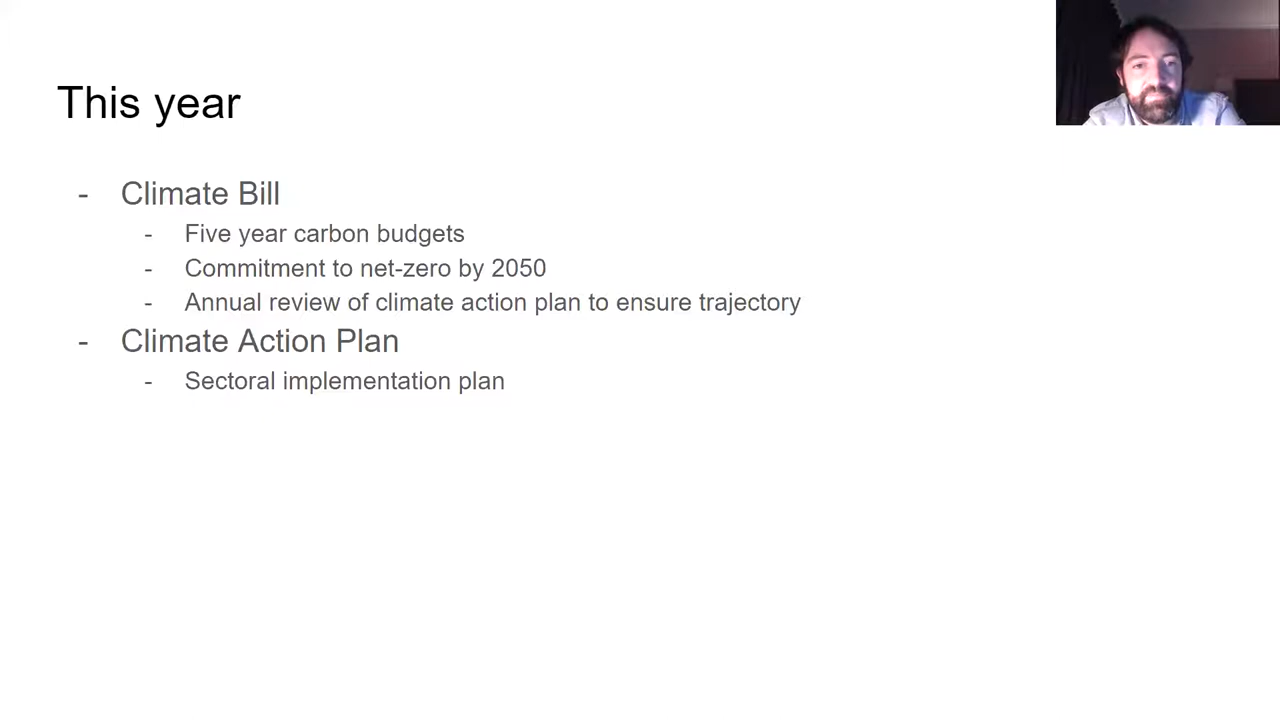 This year
- Climate Bill
- Five year carbon budgets
- Commitment to net-zero by 2050
- Annual review of climate action plan to ensure trajectory
- Climate Action Plan
- Sectoral implementation plan